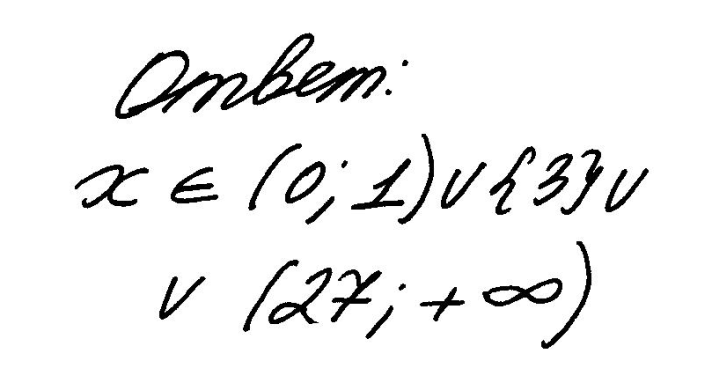 Ответ:
x ∈ (0; 1) ∪ {3} ∪
∪ (27; +∞)